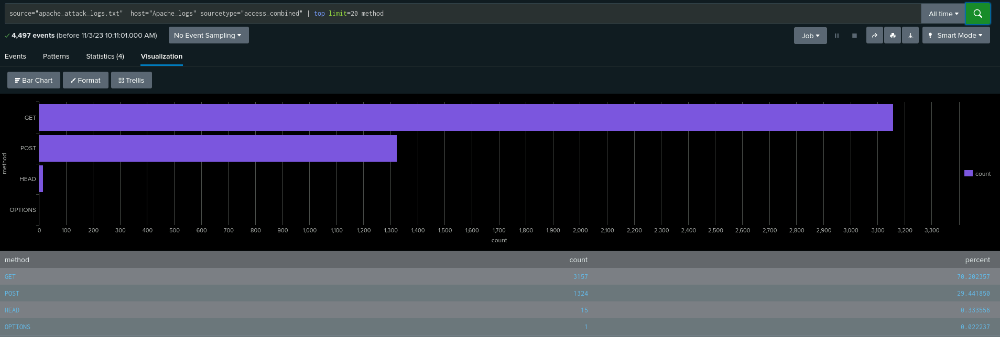 source="apache_attack_logs.txt"  host="Apache_logs" sourcetype="access_combined" | top limit=20 method
All time
4,497 events (before 11/3/23 10:11:01.000 AM)
No Event Sampling
Job
Smart Mode
Events Patterns Statistics (4) Visualization
Bar Chart Format Trellis
method
GET
POST
HEAD
OPTIONS
0 100 200 300 400 500 600 700 800 900 1,000 1,100 1,200 1,300 1,400 1,500 1,600 1,700 1,800 1,900 2,000 2,100 2,200 2,300 2,400 2,500 2,600 2,700 2,800 2,900 3,000 3,100 3,200 3,300
count
count
method count percent
GET 3157 70.202357
POST 1324 29.441850
HEAD 15 0.333556
OPTIONS 1 0.022237